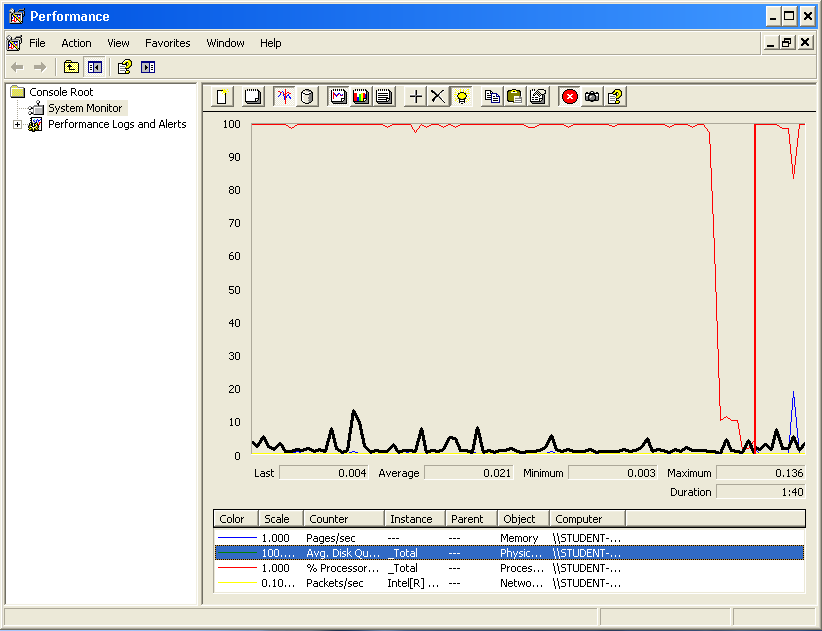 Performance
File Action View Favorites Window Help
Console Root
System Monitor
Performance Logs and Alerts
100
90
80
70
60
50
40
30
20
10
0
Last 0.004 Average 0.021 Minimum 0.003 Maximum 0.136
Duration 1:40
Color Scale Counter Instance Parent Object Computer
1.000 Pages/sec --- --- Memory \\STUDENT-...
100.... Avg. Disk Qu... _Total --- Physic... \\STUDENT-...
1.000 % Processor... _Total --- Proces... \\STUDENT-...
0.10... Packets/sec Intel[R] ... --- Netwo... \\STUDENT-...